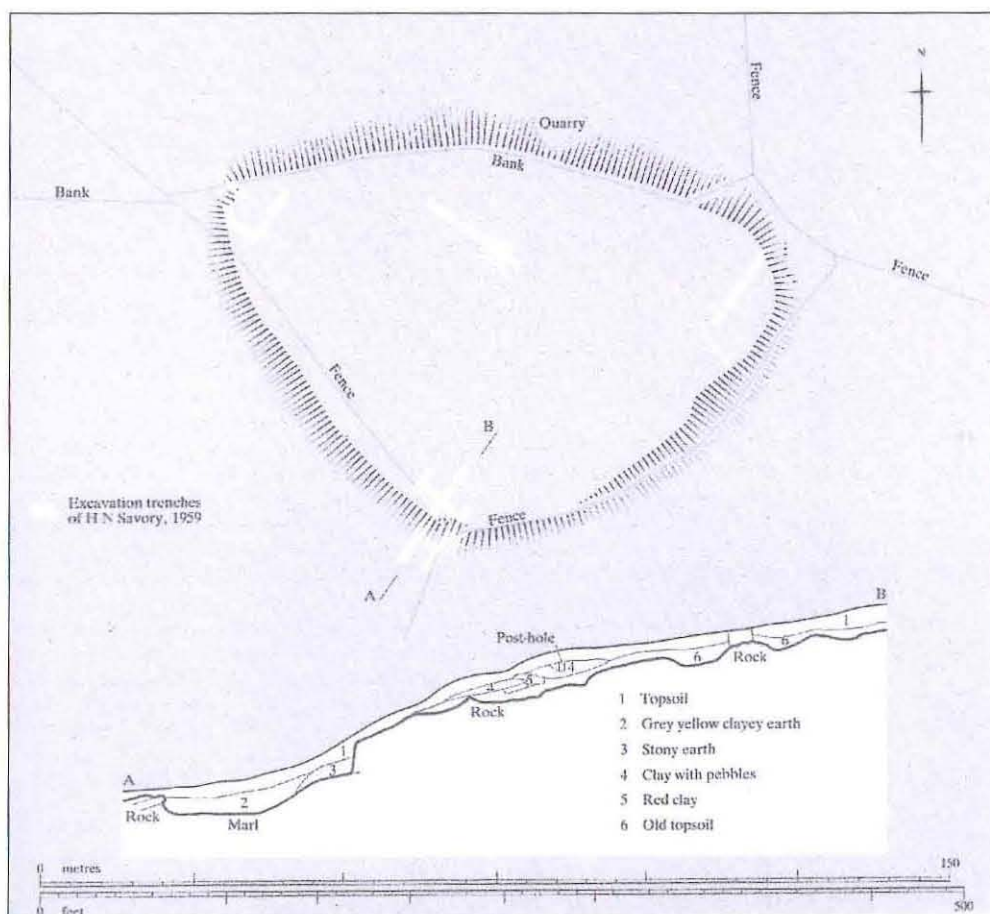 N
Fence
Quarry
Bank
Bank
Fence
Fence
B
Excavation trenches
of H N Savory, 1959
Fence
A
B
Post-hole
1
1
6
4
4
5
6
Rock
Rock
1 Topsoil
2 Grey yellow clayey earth
3 Stony earth
4 Clay with pebbles
5 Red clay
6 Old topsoil
1
3
A
2
Rock
Marl
0 metres 150
0 feet 500